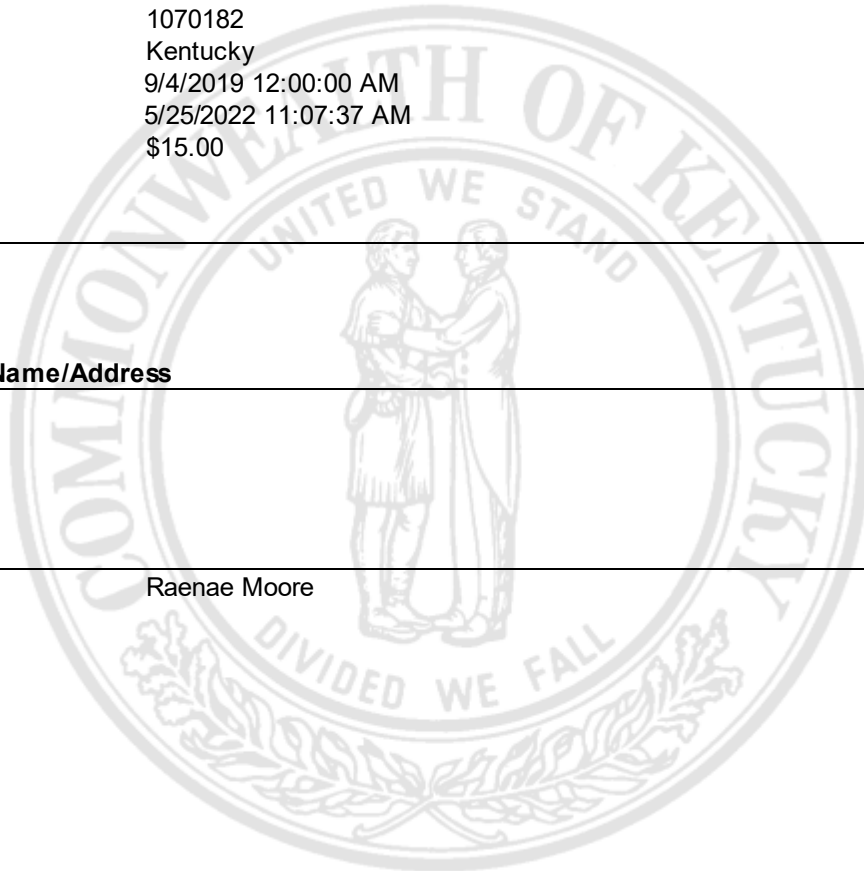 1070182
Kentucky
9/4/2019 12:00:00 AM
5/25/2022 11:07:37 AM
$15.00
COMMONWEALTH OF KENTUCKY
UNITED WE STAND
Name/Address
Raenae Moore
DIVIDED WE FALL